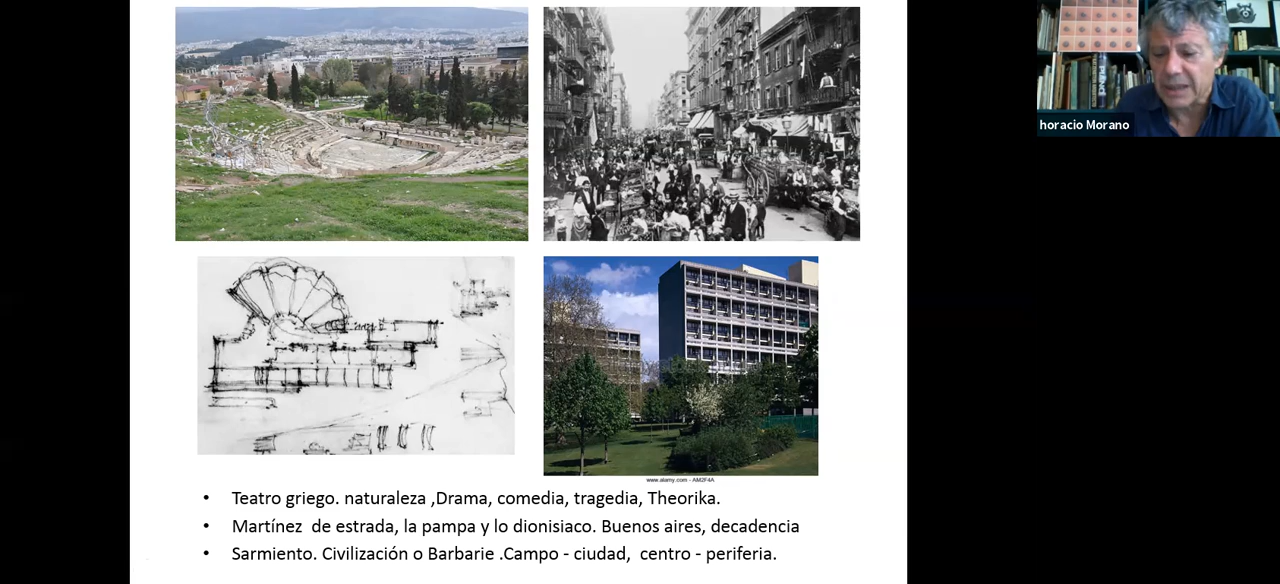 horacio Morano
www.alamy.com - AM2F4A
• Teatro griego. naturaleza ,Drama, comedia, tragedia, Theorika.
• Martínez  de estrada, la pampa y lo dionisiaco. Buenos aires, decadencia
• Sarmiento. Civilización o Barbarie .Campo - ciudad,  centro - periferia.